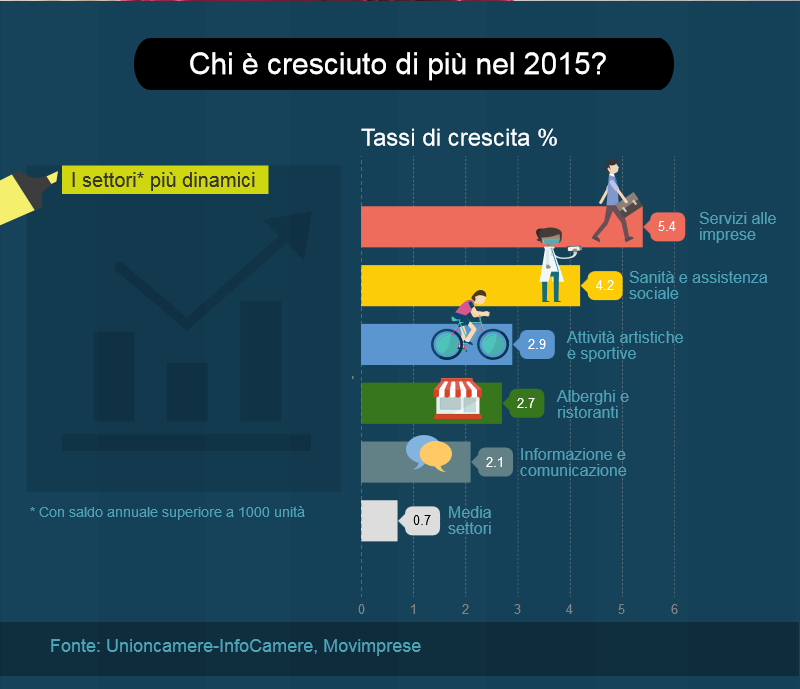 Chi è cresciuto di più nel 2015?
Tassi di crescita %
I settori* più dinamici
5.4
Servizi alle
imprese
4.2
Sanità e assistenza
sociale
2.9
Attività artistiche
e sportive
2.7
Alberghi e
ristoranti
2.1
Informazione e
comunicazione
0.7
Media
settori
* Con saldo annuale superiore a 1000 unità
0 1 2 3 4 5 6
Fonte: Unioncamere-InfoCamere, Movimprese